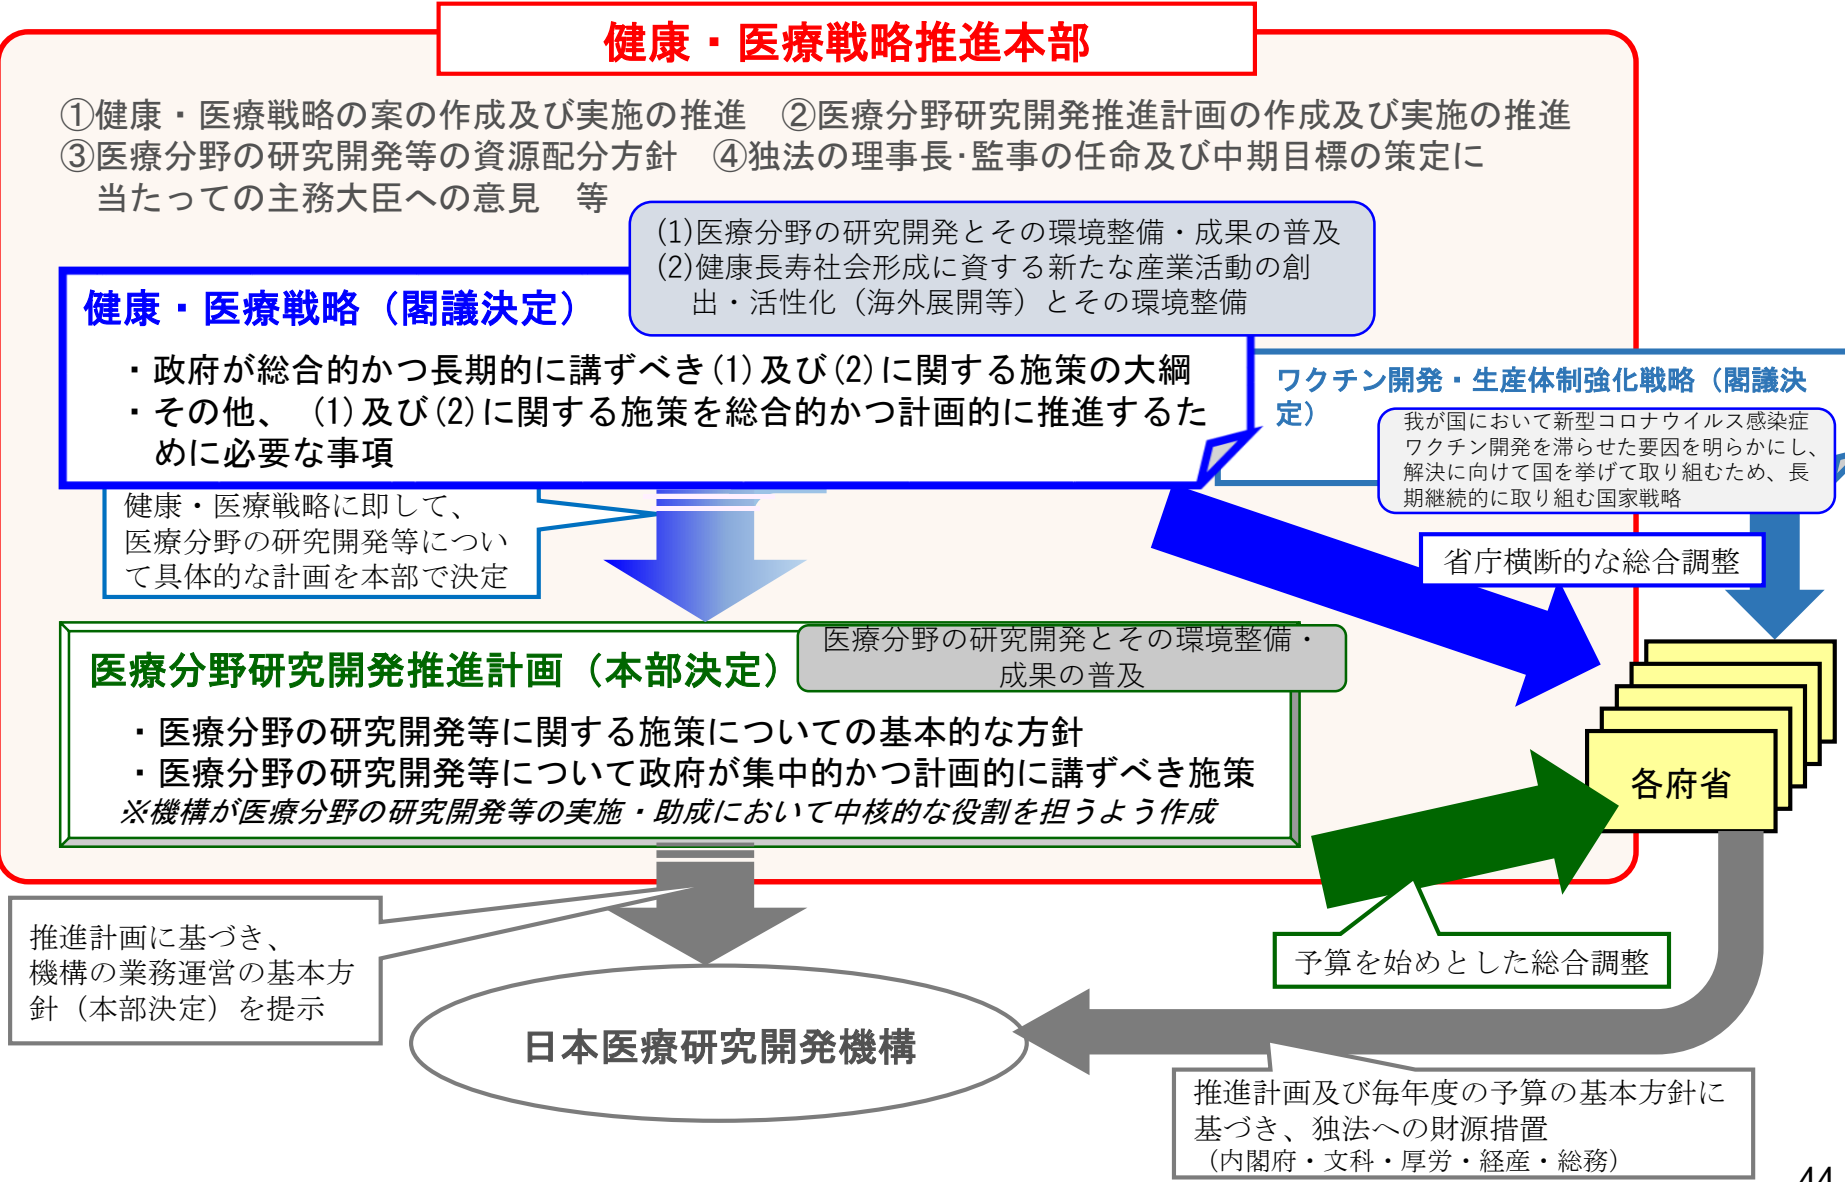 健康・医療戦略推進本部
①健康・医療戦略の案の作成及び実施の推進　②医療分野研究開発推進計画の作成及び実施の推進
③医療分野の研究開発等の資源配分方針　④独法の理事長･監事の任命及び中期目標の策定に
当たっての主務大臣への意見　等
(1)医療分野の研究開発とその環境整備・成果の普及
(2)健康長寿社会形成に資する新たな産業活動の創
出・活性化（海外展開等）とその環境整備
健康・医療戦略（閣議決定）
・政府が総合的かつ長期的に講ずべき(1)及び(2)に関する施策の大綱
・その他、 (1)及び(2)に関する施策を総合的かつ計画的に推進するた
めに必要な事項
ワクチン開発・生産体制強化戦略（閣議決
定）
我が国において新型コロナウイルス感染症
ワクチン開発を滞らせた要因を明らかにし、
解決に向けて国を挙げて取り組むため、長
期継続的に取り組む国家戦略
健康・医療戦略に即して、
医療分野の研究開発等につい
て具体的な計画を本部で決定
省庁横断的な総合調整
医療分野研究開発推進計画（本部決定）
医療分野の研究開発とその環境整備・
成果の普及
・医療分野の研究開発等に関する施策についての基本的な方針
・医療分野の研究開発等について政府が集中的かつ計画的に講ずべき施策
※機構が医療分野の研究開発等の実施・助成において中核的な役割を担うよう作成
各府省
推進計画に基づき、
機構の業務運営の基本方
針（本部決定）を提示
予算を始めとした総合調整
日本医療研究開発機構
推進計画及び毎年度の予算の基本方針に
基づき、独法への財源措置
（内閣府・文科・厚労・経産・総務）
44